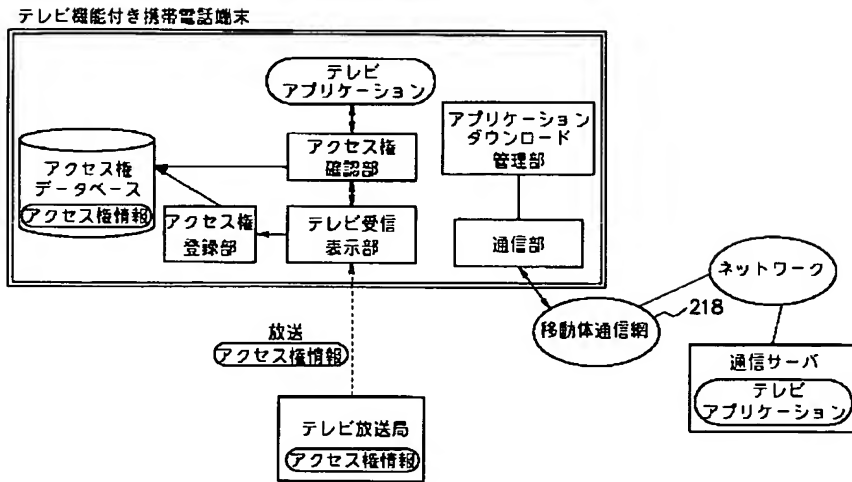 テレビ機能付き携帯電話端末
テレビ
アプリケーション
アプリケーション
ダウンロード
管理部
アクセス権
確認部
アクセス権
データベース
アクセス権情報
アクセス権
登録部
テレビ受信
表示部
通信部
ネットワーク
移動体通信網
218
放送
アクセス権情報
通信サーバ
テレビ
アプリケーション
テレビ放送局
アクセス権情報